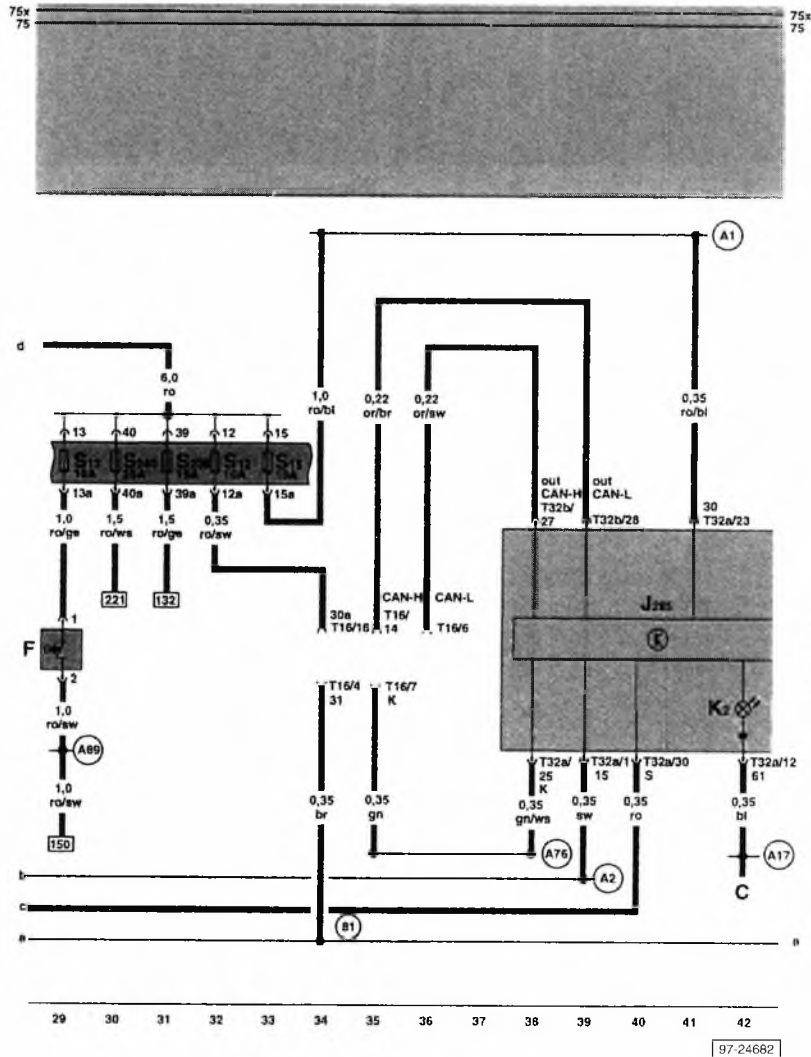 75x 75x
75 75
A1
d
6,0
ro
1,0
ro/bl
0,22
or/br
0,22
or/sw
0,35
ro/bl
13 40 39 12 15
13a 40a 39a 12a 15a
1,0
ro/ge
1,5
ro/ws
1,5
ro/ge
0,35
ro/sw
out
CAN-H
T32b/
27
out
CAN-L
T32b/28
30
T32a/23
221 132
CAN-H CAN-L
30a
T16/16
T16/
14
T16/6
J285
K
1
F
2
T16/4
31
T16/7
K
K2
1,0
ro/sw
A89
T32a/
25
K
T32a/1
15
T32a/30
S
T32a/12
61
1,0
ro/sw
0,35
br
0,35
gn
0,35
gn/ws
0,35
sw
0,35
ro
0,35
bl
150
A76
A17
b
A2
C
c
81
a a
29 30 31 32 33 34 35 36 37 38 39 40 41 42
97-24682